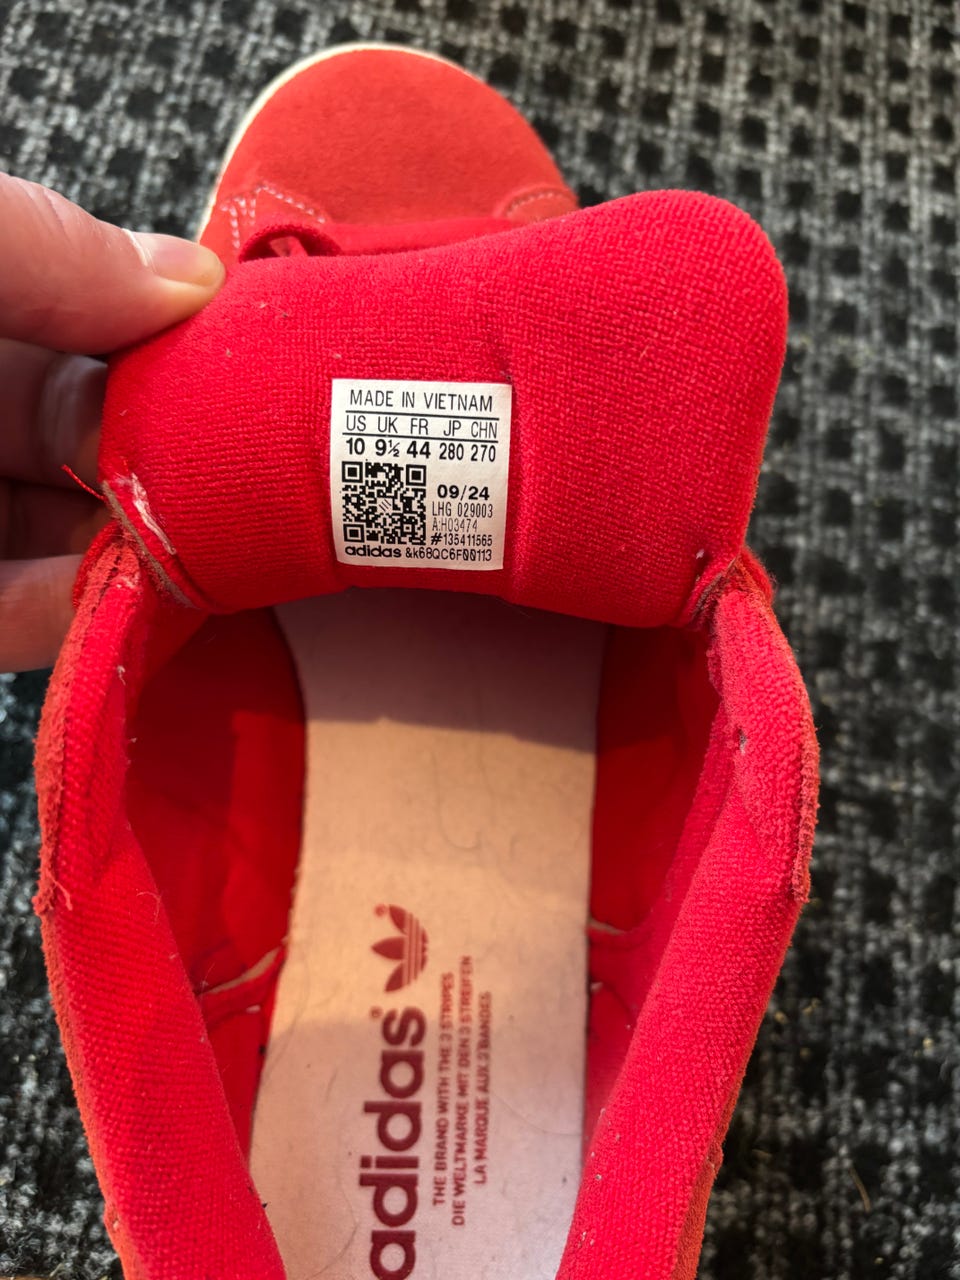 MADE IN VIETNAM
US UK FR JP CHN
10 9½ 44 280 270
09/24
LHG 029003
A:H03474
#135411565
adidas &k68QC6F00113
adidas®
THE BRAND WITH THE 3 STRIPES
DIE WELTMARKE MIT DEN 3 STREIFEN
LA MARQUE AUX 3 BANDES